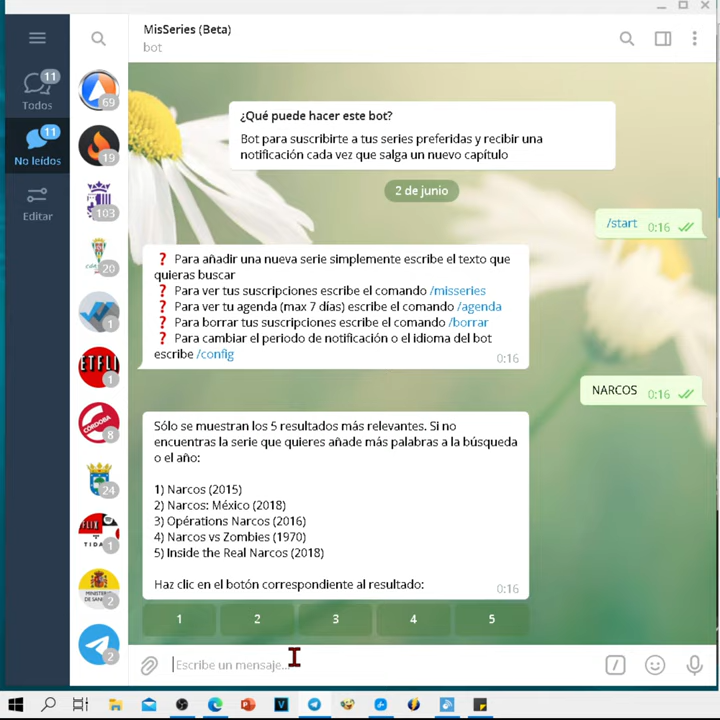 MisSeries (Beta)
bot
11
Todos
11
No leídos
Editar
69
19
103
20
1
ETFLI
1
CORDOBA
8
24
FLIX
TIDA
1
MINISTERIO
DE SANI
2
2
¿Qué puede hacer este bot?
Bot para suscribirte a tus series preferidas y recibir una
notificación cada vez que salga un nuevo capítulo
2 de junio
/start 0:16
❓ Para añadir una nueva serie simplemente escribe el texto que
quieras buscar
❓ Para ver tus suscripciones escribe el comando /misseries
❓ Para ver tu agenda (max 7 días) escribe el comando /agenda
❓ Para borrar tus suscripciones escribe el comando /borrar
❓ Para cambiar el periodo de notificación o el idioma del bot
escribe /config 0:16
NARCOS 0:16
Sólo se muestran los 5 resultados más relevantes. Si no
encuentras la serie que quieres añade más palabras a la búsqueda
o el año:
1) Narcos (2015)
2) Narcos: México (2018)
3) Opérations Narcos (2016)
4) Narcos vs Zombies (1970)
5) Inside the Real Narcos (2018)
Haz clic en el botón correspondiente al resultado: 0:16
1 2 3 4 5
Escribe un mensaje...